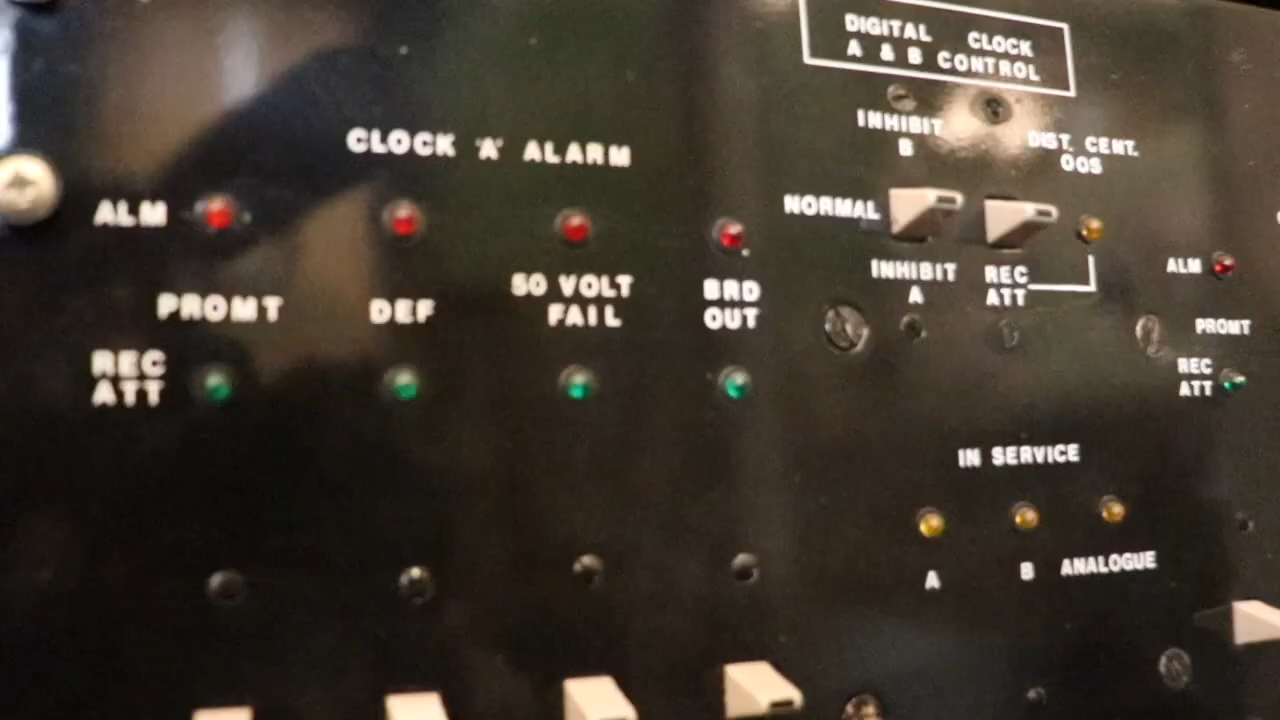 DIGITAL CLOCK
A & B CONTROL
CLOCK 'A' ALARM
INHIBIT
B
DIST. CENT.
OOS
ALM
NORMAL
INHIBIT
A
REC
ATT
ALM
PROMT
DEF
50 VOLT
FAIL
BRD
OUT
PROMT
REC
ATT
REC
ATT
IN SERVICE
A
B
ANALOGUE